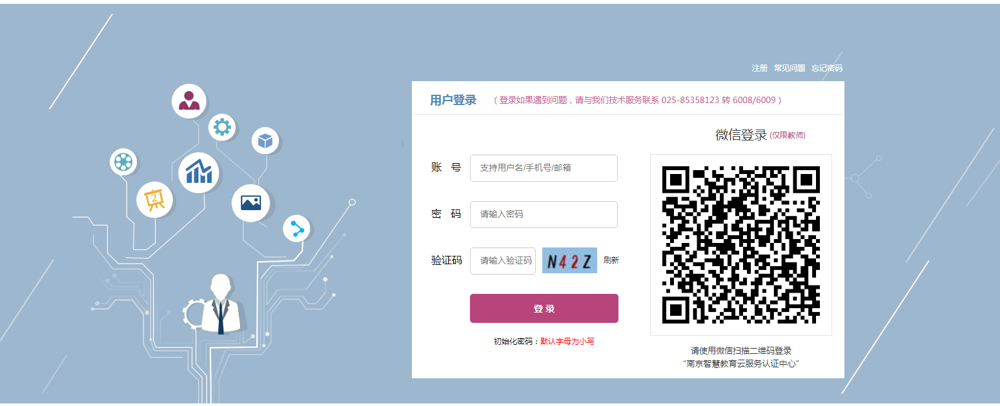 注册 常见问题 忘记密码
用户登录 （ 登录如果遇到问题，请与我们技术服务联系 025-85358123 转 6008/6009 ）
微信登录 (仅限教师)
账 号 支持用户名/手机号/邮箱
密 码 请输入密码
验证码 请输入验证码 N42Z 刷新
登 录
初始化密码：默认字母为小写
请使用微信扫描二维码登录
“南京智慧教育云服务认证中心”
2